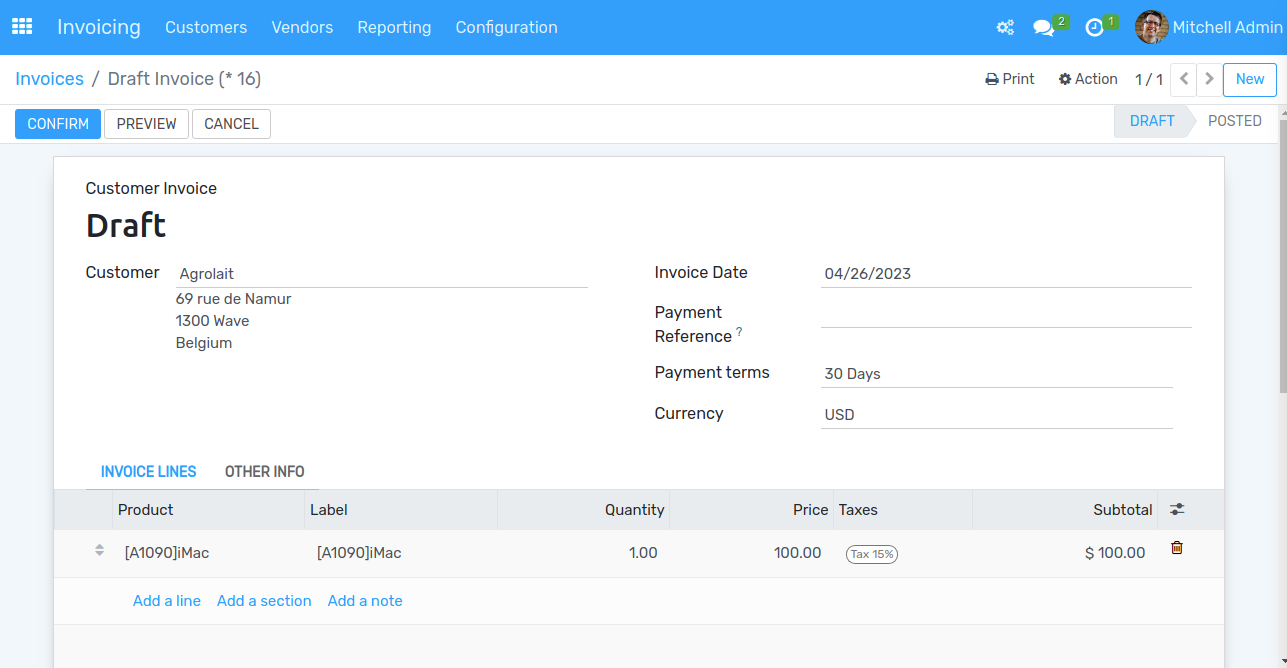 Invoicing Customers Vendors Reporting Configuration 2 1 Mitchell Admin
Invoices / Draft Invoice (* 16) Print Action 1 / 1 New
CONFIRM PREVIEW CANCEL DRAFT POSTED
Customer Invoice
Draft
Customer Agrolait
69 rue de Namur
1300 Wave
Belgium
Invoice Date 04/26/2023
Payment
Reference ?
Payment terms 30 Days
Currency USD
INVOICE LINES OTHER INFO
Product Label Quantity Price Taxes Subtotal
[A1090]iMac [A1090]iMac 1.00 100.00 Tax 15% $ 100.00
Add a line Add a section Add a note